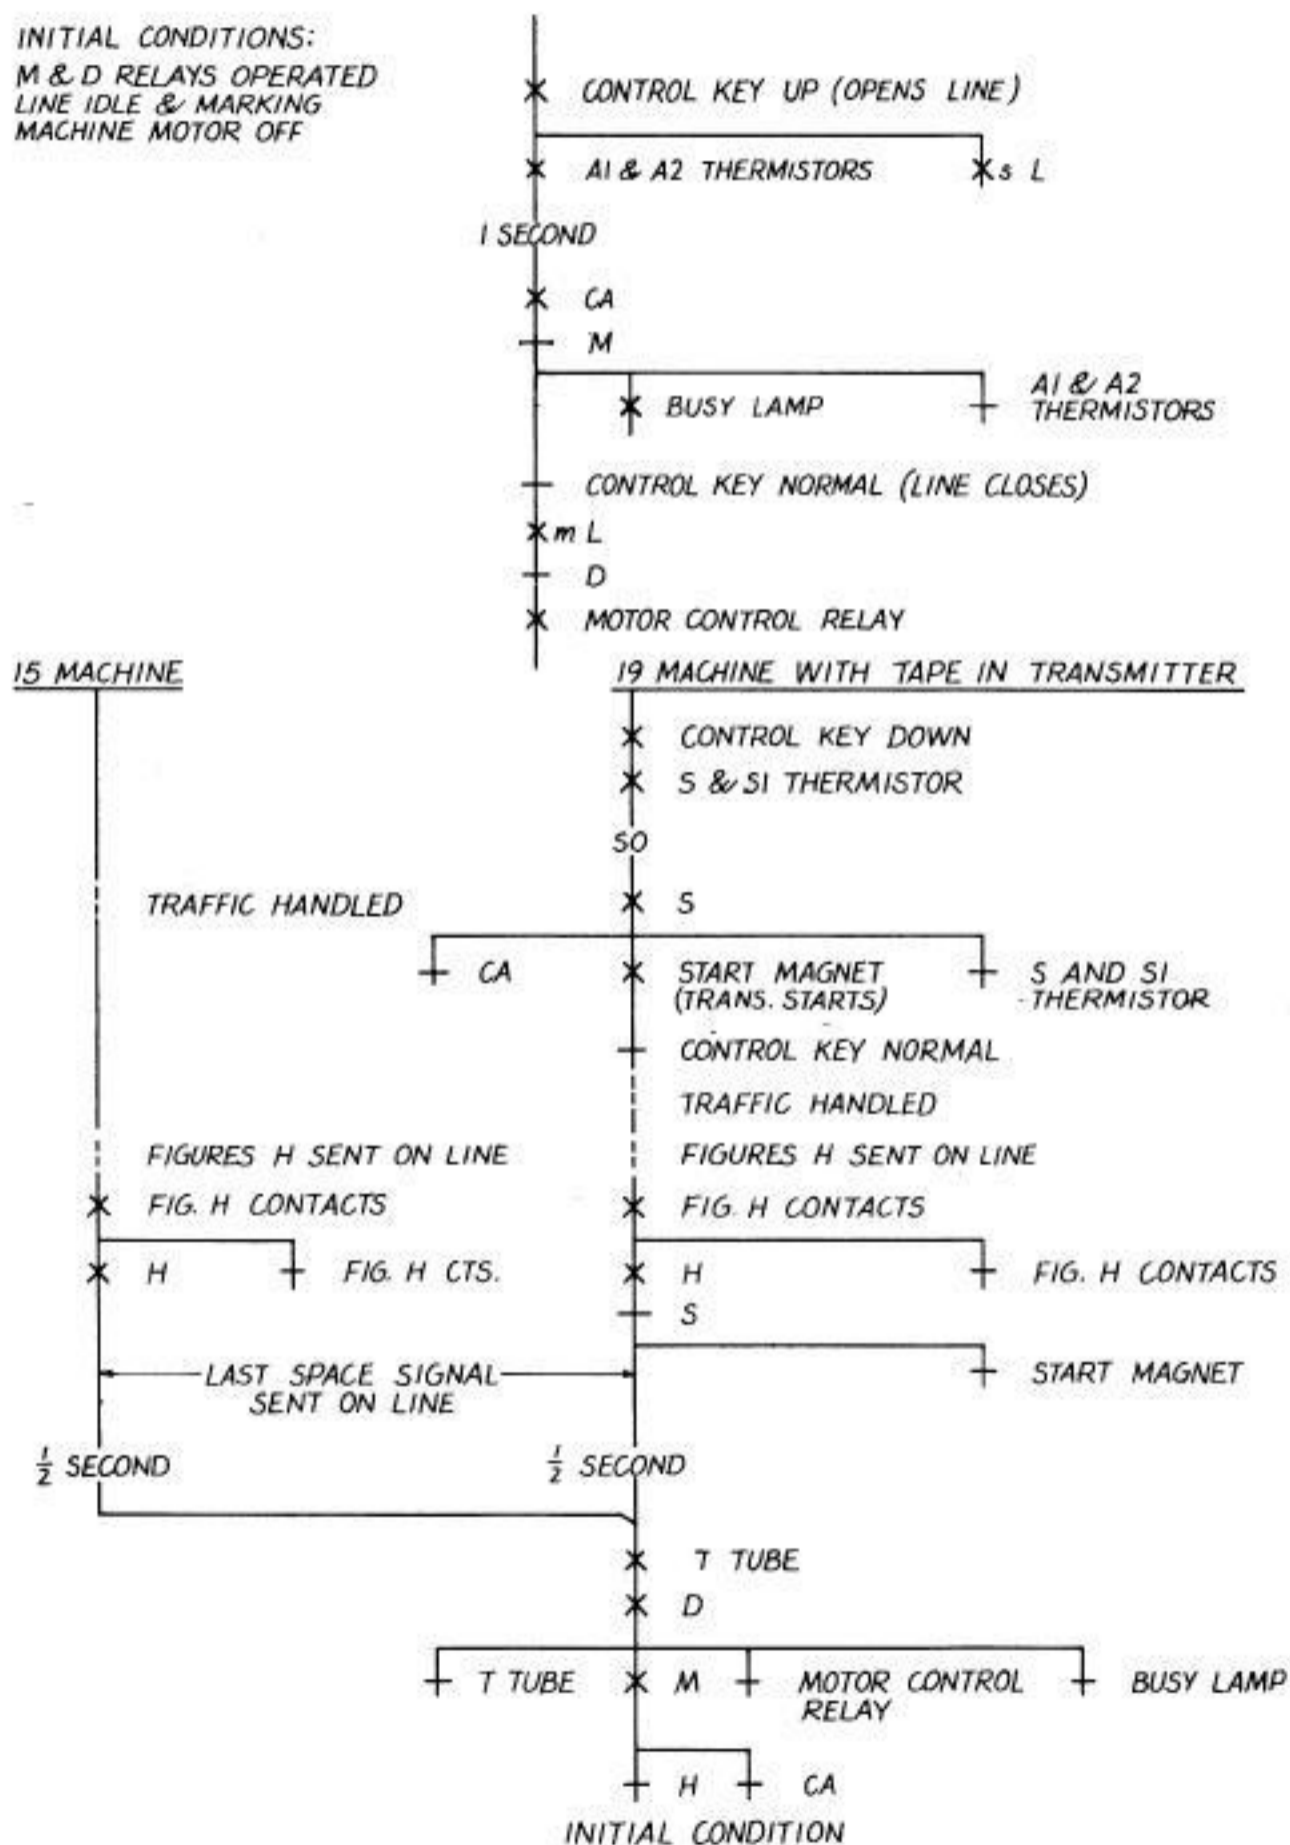 INITIAL CONDITIONS:
M & D RELAYS OPERATED
LINE IDLE & MARKING
MACHINE MOTOR OFF
CONTROL KEY UP (OPENS LINE)
A1 & A2 THERMISTORS
s L
1 SECOND
CA
M
BUSY LAMP
A1 & A2
THERMISTORS
CONTROL KEY NORMAL (LINE CLOSES)
m L
D
MOTOR CONTROL RELAY
15 MACHINE
19 MACHINE WITH TAPE IN TRANSMITTER
CONTROL KEY DOWN
S & S1 THERMISTOR
SO
TRAFFIC HANDLED
S
CA
START MAGNET
(TRANS. STARTS)
S AND S1
THERMISTOR
CONTROL KEY NORMAL
TRAFFIC HANDLED
FIGURES H SENT ON LINE
FIGURES H SENT ON LINE
FIG. H CONTACTS
FIG. H CONTACTS
H
FIG. H CTS.
H
FIG. H CONTACTS
S
LAST SPACE SIGNAL
SENT ON LINE
START MAGNET
1/2 SECOND
1/2 SECOND
T TUBE
D
T TUBE
M
MOTOR CONTROL
RELAY
BUSY LAMP
H
CA
INITIAL CONDITION